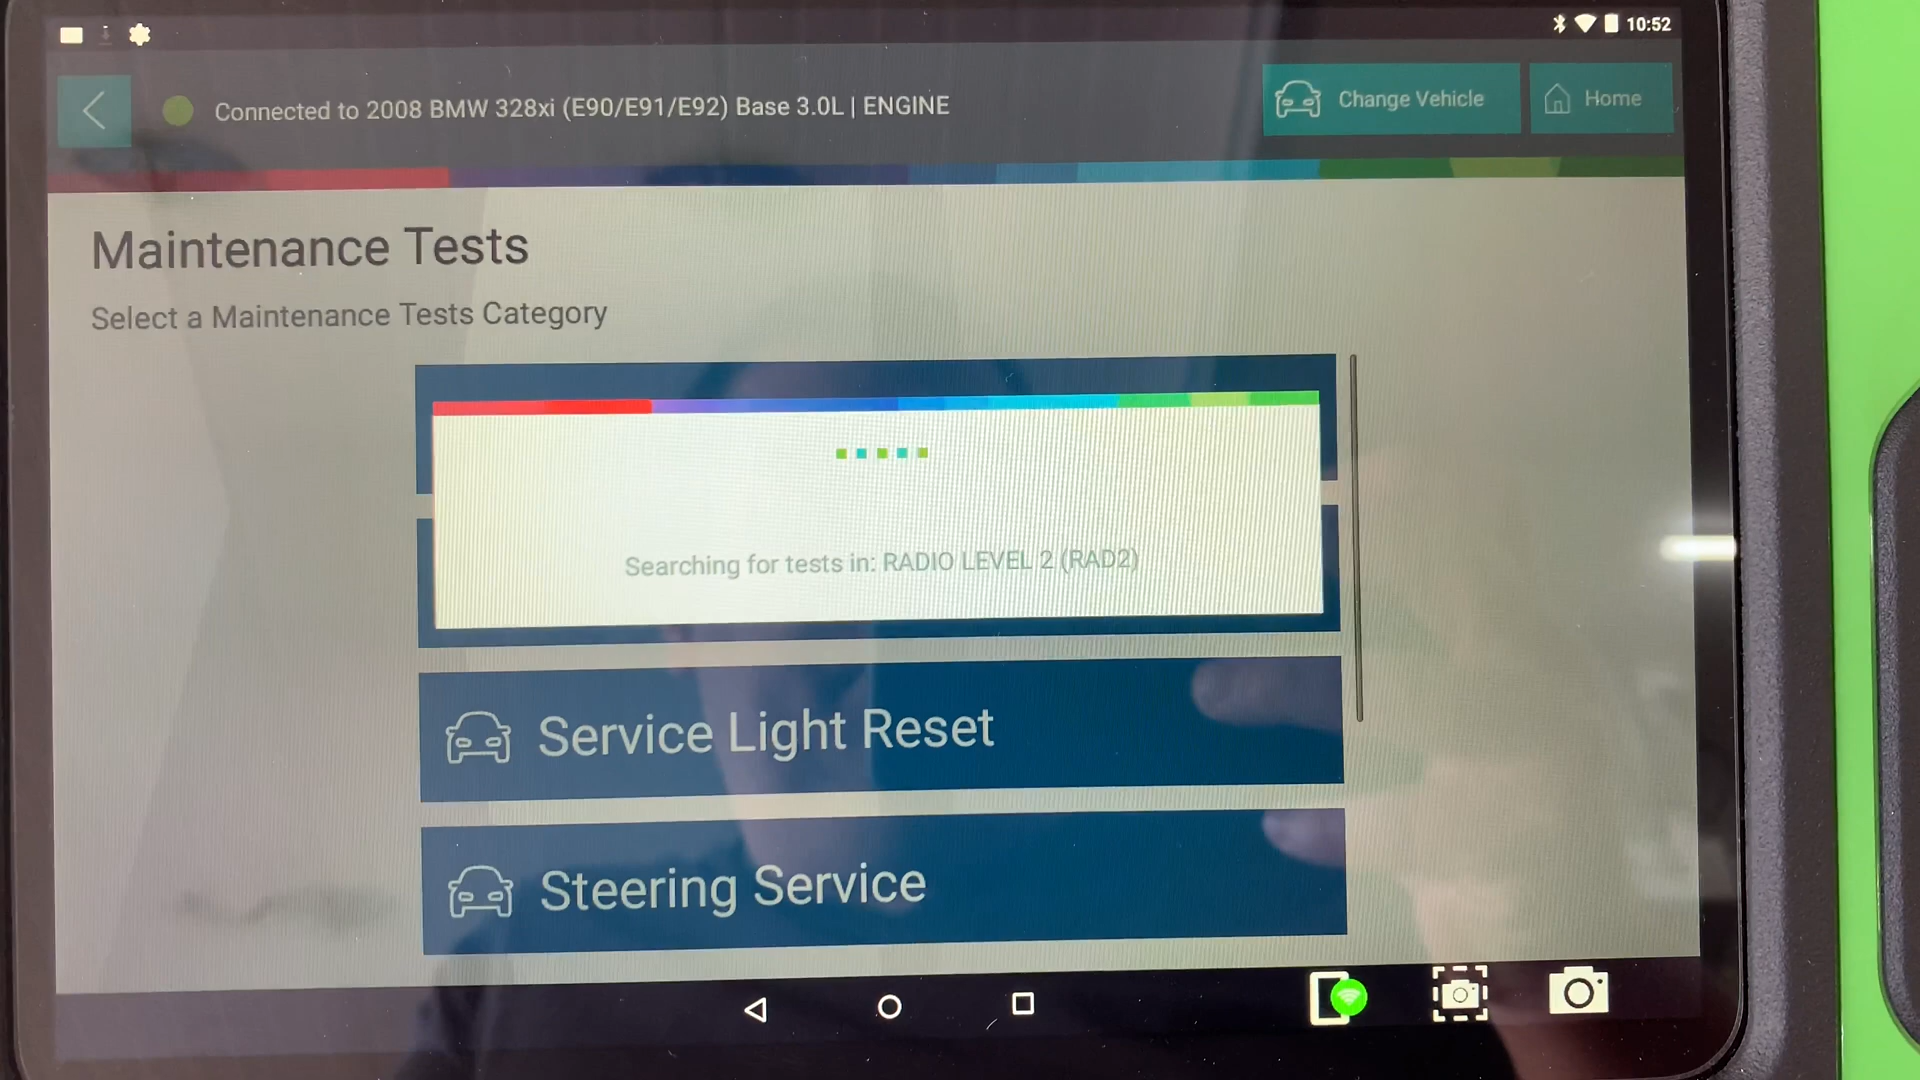 10:52
Connected to 2008 BMW 328xi (E90/E91/E92) Base 3.0L | ENGINE
Change Vehicle
Home
Maintenance Tests
Select a Maintenance Tests Category
Searching for tests in: RADIO LEVEL 2 (RAD2)
Service Light Reset
Steering Service